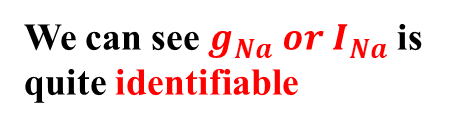 We can see g_Na or I_Na is
quite identifiable